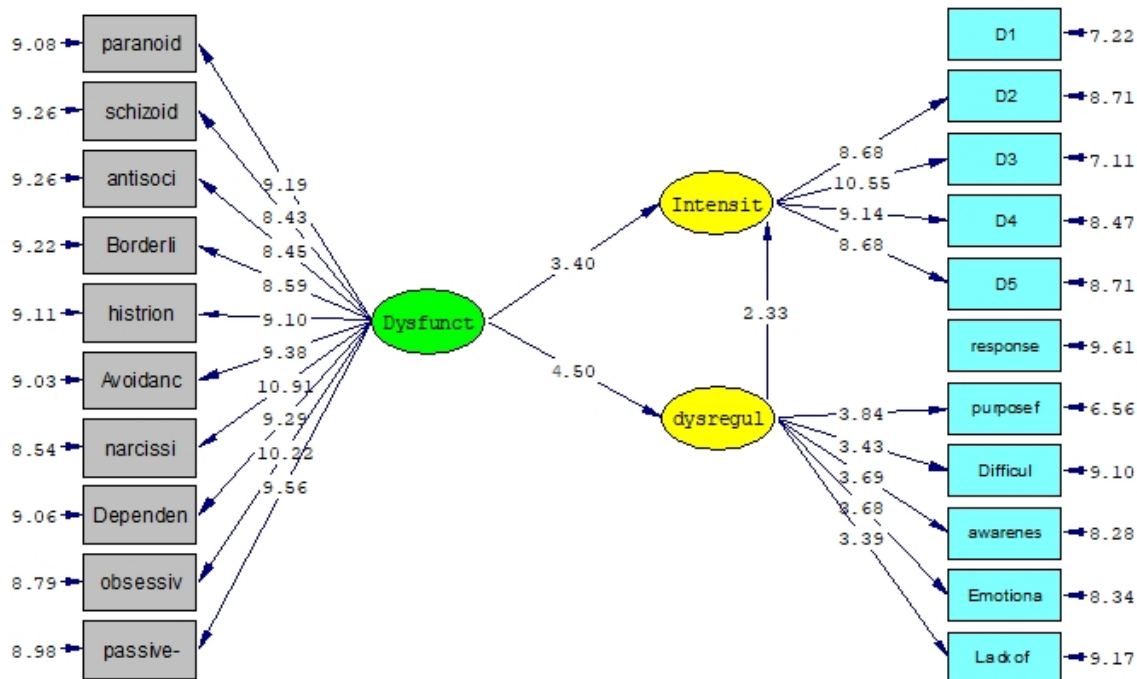 9.08
paranoid
9.26
schizoid
9.26
antisoci
9.22
Borderli
9.11
histrion
9.03
Avoidanc
8.54
narcissi
9.06
Dependen
8.79
obsessiv
8.98
passive-
9.19
8.43
8.45
8.59
9.10
9.38
10.91
9.29
10.22
9.56
Dysfunct
3.40
4.50
Intensit
2.33
dysregul
8.68
10.55
9.14
8.68
3.84
3.43
3.69
3.68
3.39
D1
7.22
D2
8.71
D3
7.11
D4
8.47
D5
8.71
response
9.61
purposef
6.56
Difficul
9.10
awarenes
8.28
Emotiona
8.34
Lack of
9.17